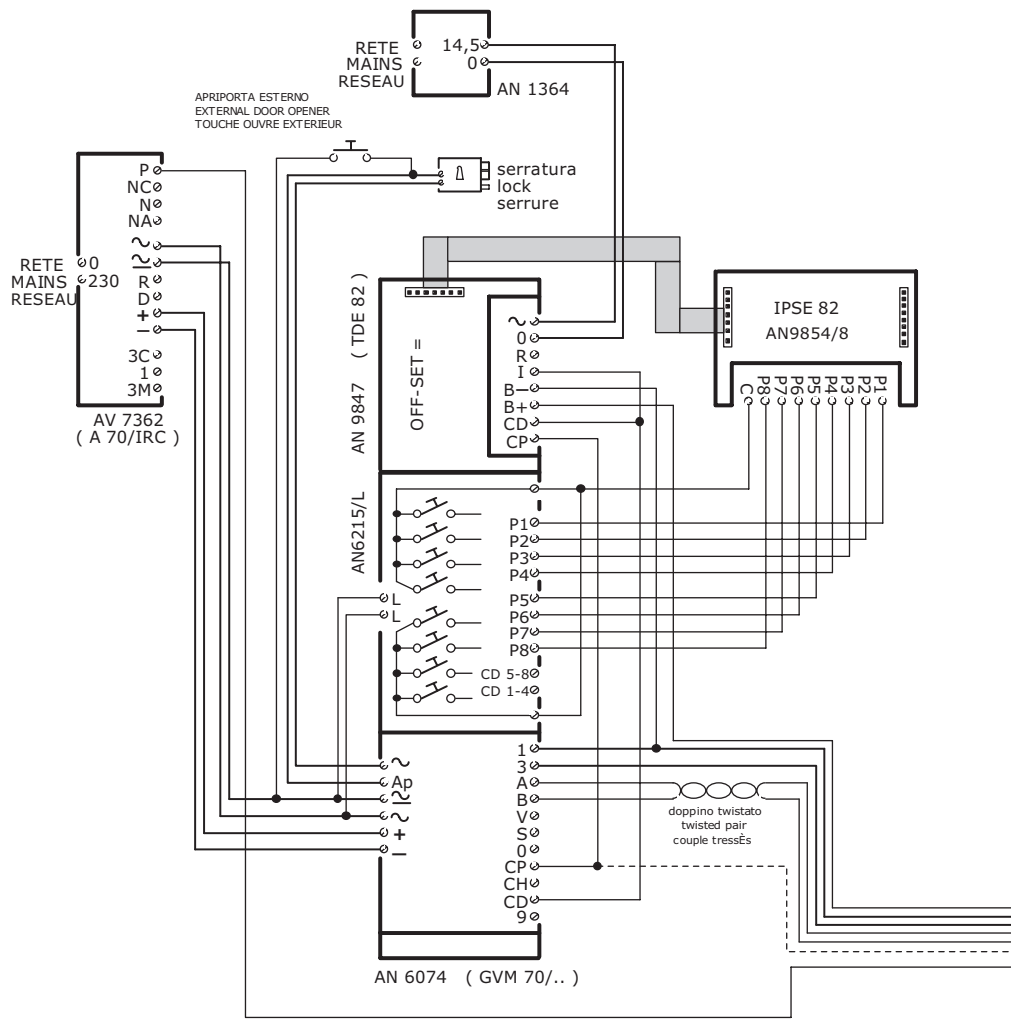 RETE
MAINS
RESEAU
14,5
0
AN 1364
APRIPORTA ESTERNO
EXTERNAL DOOR OPENER
TOUCHE OUVRE EXTERIEUR
serratura
lock
serrure
P
NC
N
NA
~
≃
R
D
+
−
3C
1
3M
RETE
MAINS
RESEAU
0
230
AV 7362
( A 70/IRC )
AN 9847 ( TDE 82 )
OFF-SET =
~
0
R
I
B−
B+
CD
CP
IPSE 82
AN9854/8
C
P8
P7
P6
P5
P4
P3
P2
P1
AN6215/L
P1
P2
P3
P4
P5
P6
P7
P8
CD 5-8
CD 1-4
L
L
~
Ap
≃
~
+
−
1
3
A
B
V
S
0
CP
CH
CD
9
doppino twistato
twisted pair
couple tressÈs
AN 6074 ( GVM 70/.. )